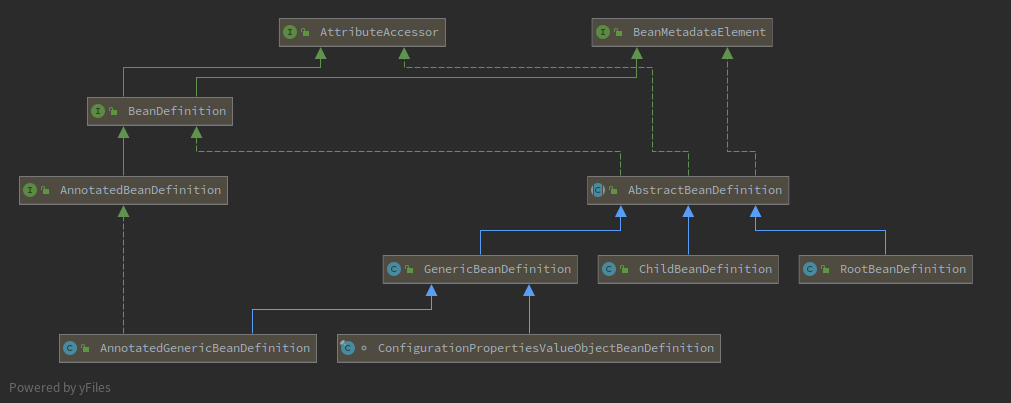 AttributeAccessor
BeanMetadataElement
BeanDefinition
AnnotatedBeanDefinition
AbstractBeanDefinition
GenericBeanDefinition
ChildBeanDefinition
RootBeanDefinition
AnnotatedGenericBeanDefinition
ConfigurationPropertiesValueObjectBeanDefinition
Powered by yFiles